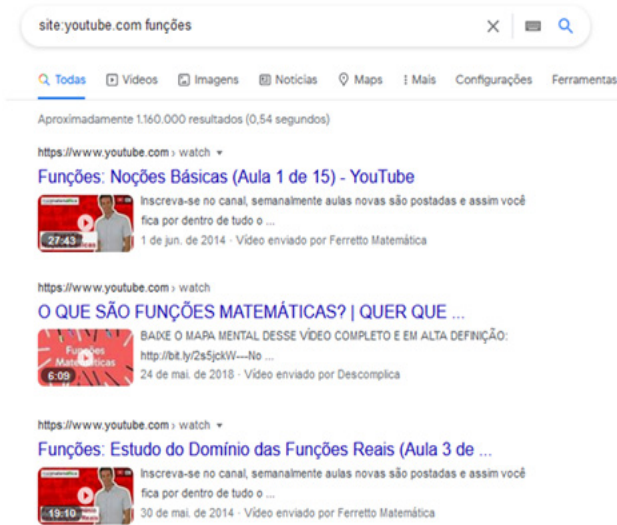 site:youtube.com funções
Todas Vídeos Imagens Notícias Maps Mais Configurações Ferramentas
Aproximadamente 1.160.000 resultados (0,54 segundos)
https://www.youtube.com › watch
Funções: Noções Básicas (Aula 1 de 15) - YouTube
Inscreva-se no canal, semanalmente aulas novas são postadas e assim você
fica por dentro de tudo o ...
27:43
1 de jun. de 2014 · Vídeo enviado por Ferretto Matemática
https://www.youtube.com › watch
O QUE SÃO FUNÇÕES MATEMÁTICAS? | QUER QUE ...
BAIXE O MAPA MENTAL DESSE VÍDEO COMPLETO E EM ALTA DEFINIÇÃO:
Funções
Matemáticas
http://bit.ly/2s5jckW---No ...
6:09
24 de mai. de 2018 · Vídeo enviado por Descomplica
https://www.youtube.com › watch
Funções: Estudo do Domínio das Funções Reais (Aula 3 de ...
Inscreva-se no canal, semanalmente aulas novas são postadas e assim você
fica por dentro de tudo o ...
19:10
30 de mai. de 2014 · Vídeo enviado por Ferretto Matemática